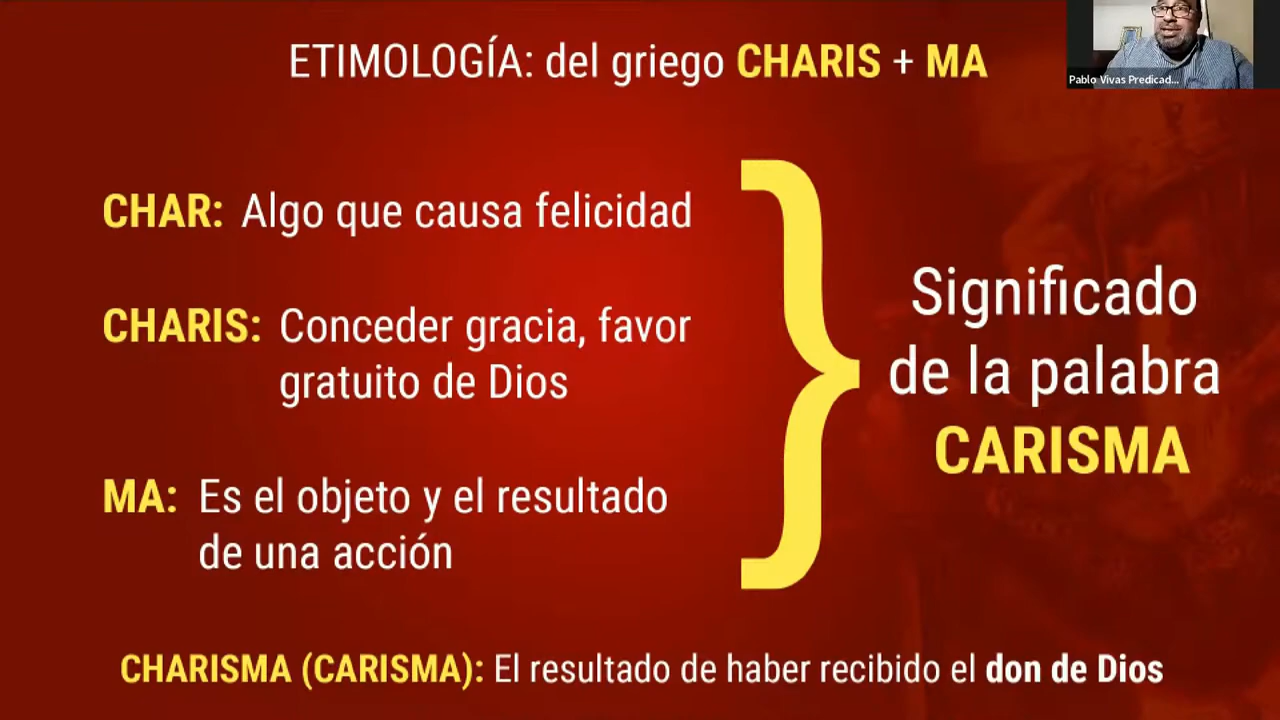 ETIMOLOGÍA: del griego CHARIS + MA
Pablo Vivas Predicad...
CHAR: Algo que causa felicidad
CHARIS: Conceder gracia, favor
gratuito de Dios
MA: Es el objeto y el resultado
de una acción
Significado
de la palabra
CARISMA
CHARISMA (CARISMA): El resultado de haber recibido el don de Dios